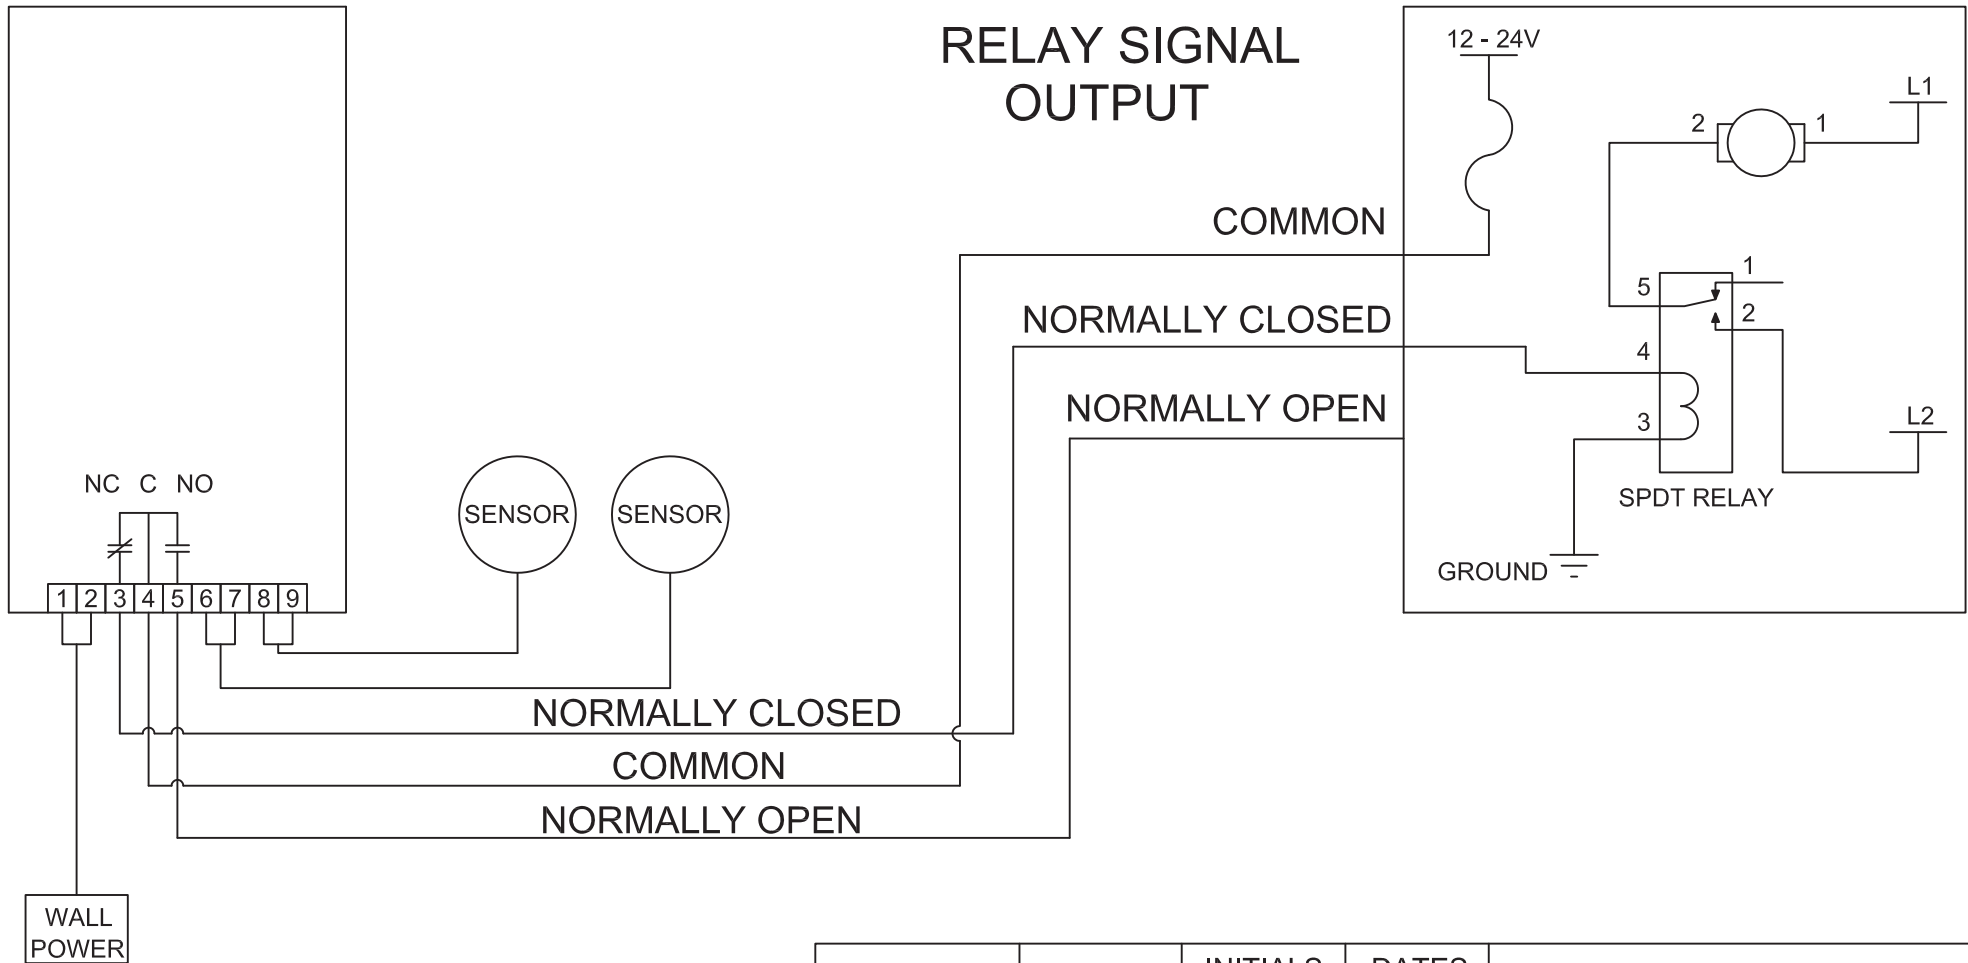 RELAY SIGNAL
OUTPUT
12 - 24V
L1
2
1
COMMON
5
1
NORMALLY CLOSED
2
4
NORMALLY OPEN
3
L2
NC C NO
SENSOR
SENSOR
SPDT RELAY
GROUND
1 2 3 4 5 6 7 8 9
NORMALLY CLOSED
COMMON
NORMALLY OPEN
WALL
POWER
INITIALS DATES